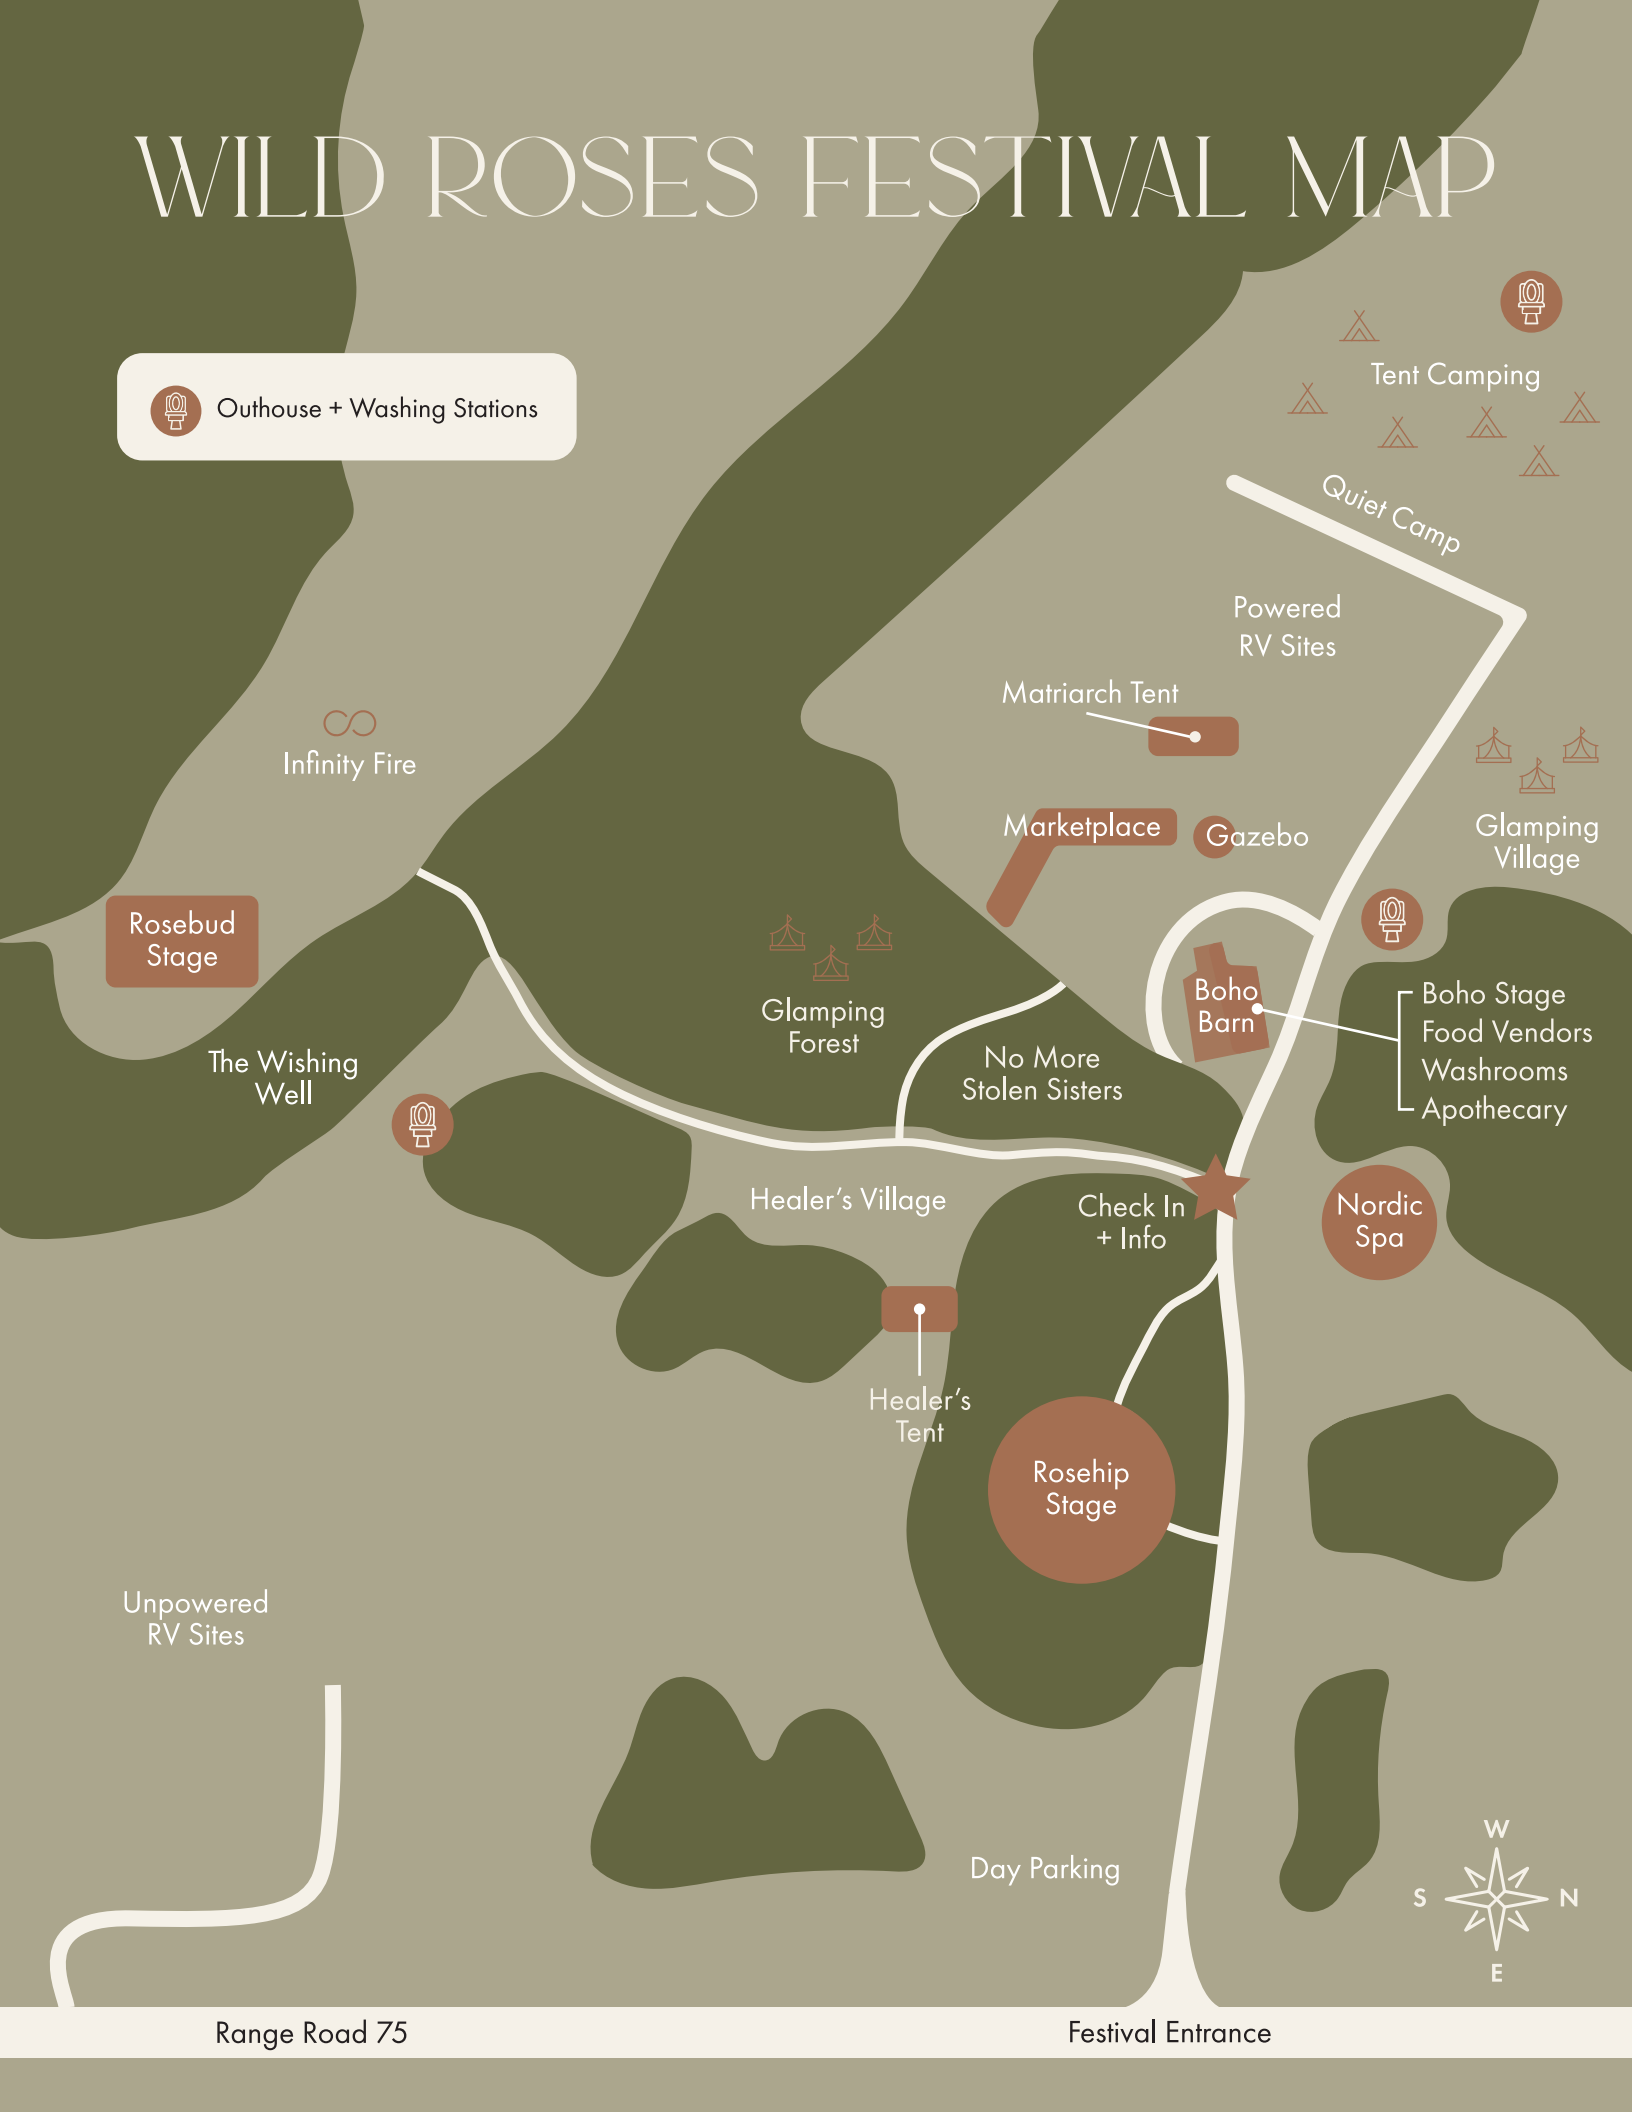 WILD ROSES FESTIVAL MAP
Outhouse + Washing Stations
Tent Camping
Quiet Camp
Powered
RV Sites
Matriarch Tent
Infinity Fire
Marketplace
Gazebo
Glamping
Village
Rosebud
Stage
Glamping
Forest
Boho
Barn
Boho Stage
Food Vendors
Washrooms
Apothecary
The Wishing
Well
No More
Stolen Sisters
Healer's Village
Check In
+ Info
Nordic
Spa
Healer's
Tent
Rosehip
Stage
Unpowered
RV Sites
Day Parking
W
S
N
E
Range Road 75
Festival Entrance